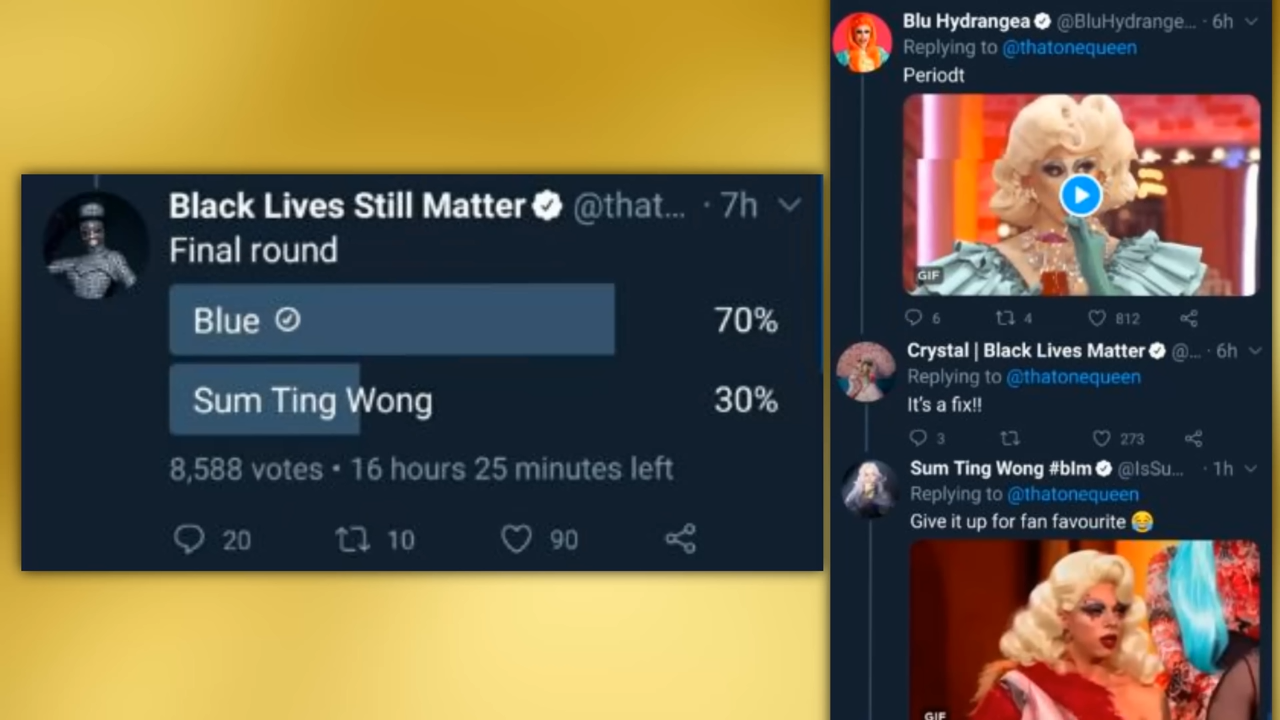 Black Lives Still Matter @that... · 7h
Final round
Blue 70%
Sum Ting Wong 30%
8,588 votes • 16 hours 25 minutes left
20 10 90
Blu Hydrangea @BluHydrange... · 6h
Replying to @thatonequeen
Periodt
GIF
6 4 812
Crystal | Black Lives Matter @... · 6h
Replying to @thatonequeen
It's a fix!!
3 273
Sum Ting Wong #blm @IsSu... · 1h
Replying to @thatonequeen
Give it up for fan favourite 😂
GIF